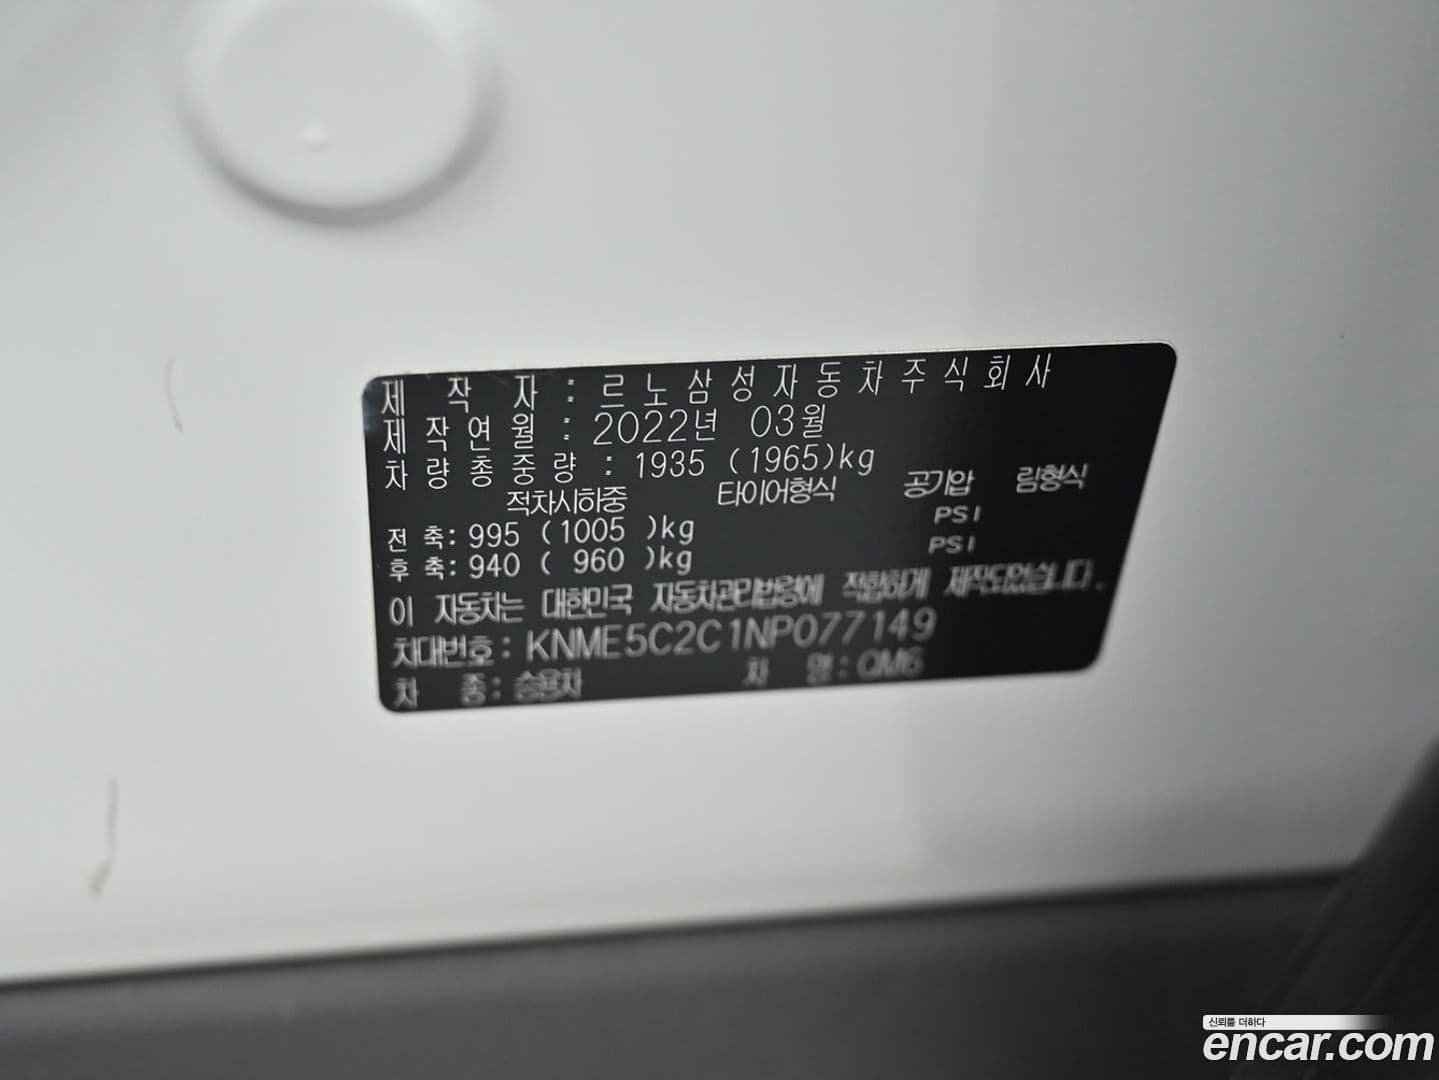 제 작 자 : 르노삼성자동차주식회사
제작연월 : 2022년 03월
차량총중량 : 1935 (1965)kg
적차시하중 타이어형식 공기압 림형식
전 축: 995 (1005 )kg PSI
후 축: 940 ( 960 )kg PSI
이 자동차는 대한민국 자동차관리법령에 적합하게 제작되었습니다.
차대번호: KNME5C2C1NP077149
차 종: 승용차 차 명: QM6
신뢰를 더하다
encar.com